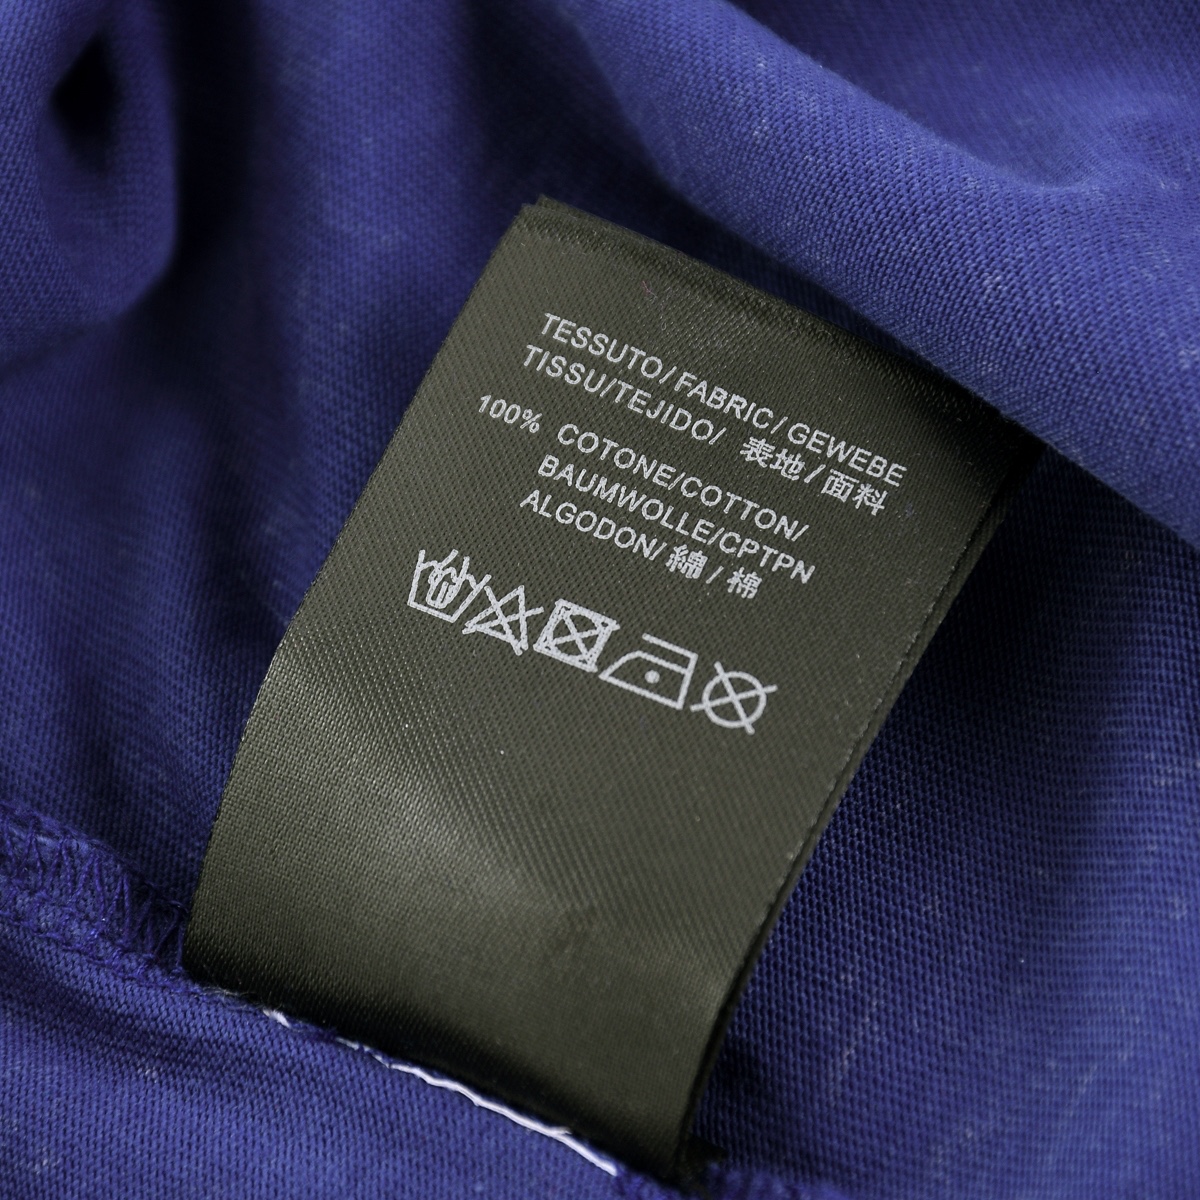 TESSUTO/FABRIC/GEWEBE
TISSU/TEJIDO/ 表地/面料
100% COTONE/COTTON/
BAUMWOLLE/CPTPN
ALGODON/綿/棉